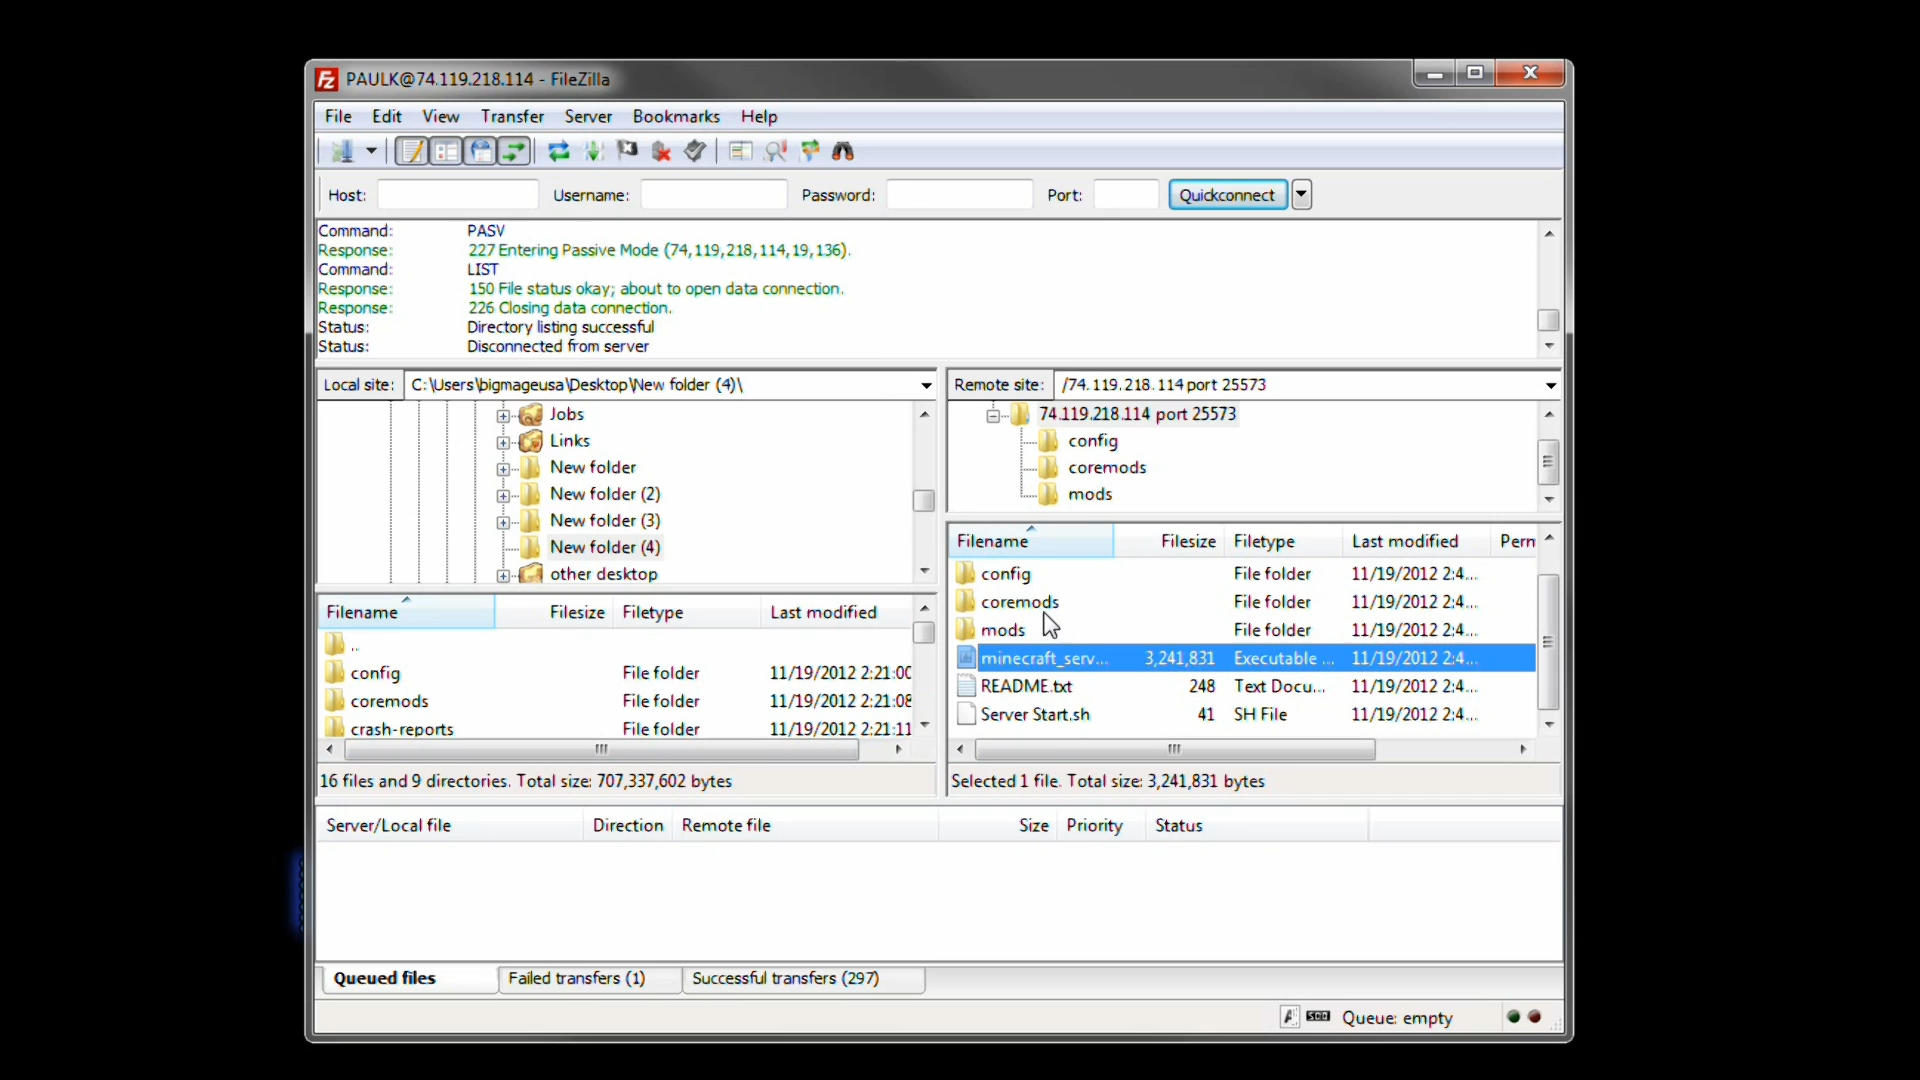 PAULK@74.119.218.114 - FileZilla
File Edit View Transfer Server Bookmarks Help
Host: Username: Password: Port: Quickconnect
Command: PASV
Response: 227 Entering Passive Mode (74,119,218,114,19,136).
Command: LIST
Response: 150 File status okay; about to open data connection.
Response: 226 Closing data connection.
Status: Directory listing successful
Status: Disconnected from server
Local site: C:\Users\bigmageusa\Desktop\New folder (4)\
Jobs
Links
New folder
New folder (2)
New folder (3)
New folder (4)
other desktop
Filename Filesize Filetype Last modified
..
config File folder 11/19/2012 2:21:00
coremods File folder 11/19/2012 2:21:08
crash-reports File folder 11/19/2012 2:21:11
16 files and 9 directories. Total size: 707,337,602 bytes
Remote site: /74.119.218.114 port 25573
74.119.218.114 port 25573
config
coremods
mods
Filename Filesize Filetype Last modified Perm
config File folder 11/19/2012 2:4...
coremods File folder 11/19/2012 2:4...
mods File folder 11/19/2012 2:4...
minecraft_serv... 3,241,831 Executable ... 11/19/2012 2:4...
README.txt 248 Text Docu... 11/19/2012 2:4...
Server Start.sh 41 SH File 11/19/2012 2:4...
Selected 1 file. Total size: 3,241,831 bytes
Server/Local file Direction Remote file Size Priority Status
Queued files Failed transfers (1) Successful transfers (297)
Queue: empty